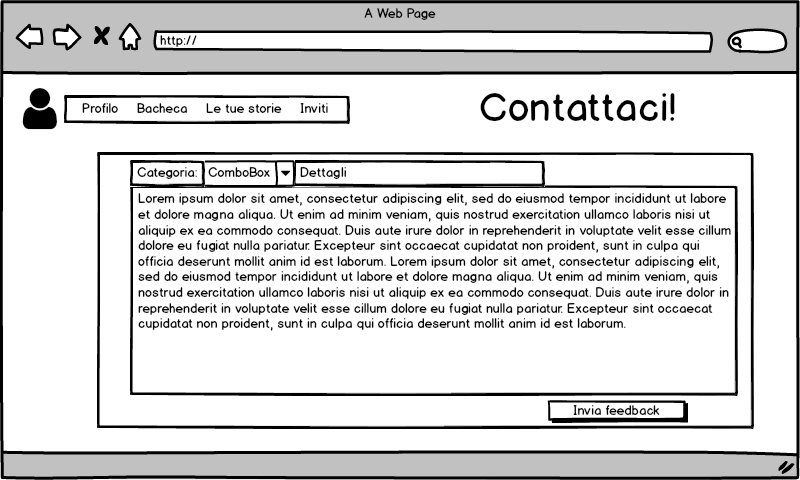 A Web Page
http://
Profilo Bacheca Le tue storie Inviti
Contattaci!
Categoria: ComboBox Dettagli
Lorem ipsum dolor sit amet, consectetur adipiscing elit, sed do eiusmod tempor incididunt ut labore
et dolore magna aliqua. Ut enim ad minim veniam, quis nostrud exercitation ullamco laboris nisi ut
aliquip ex ea commodo consequat. Duis aute irure dolor in reprehenderit in voluptate velit esse cillum
dolore eu fugiat nulla pariatur. Excepteur sint occaecat cupidatat non proident, sunt in culpa qui
officia deserunt mollit anim id est laborum. Lorem ipsum dolor sit amet, consectetur adipiscing elit,
sed do eiusmod tempor incididunt ut labore et dolore magna aliqua. Ut enim ad minim veniam, quis
nostrud exercitation ullamco laboris nisi ut aliquip ex ea commodo consequat. Duis aute irure dolor in
reprehenderit in voluptate velit esse cillum dolore eu fugiat nulla pariatur. Excepteur sint occaecat
cupidatat non proident, sunt in culpa qui officia deserunt mollit anim id est laborum.
Invia feedback